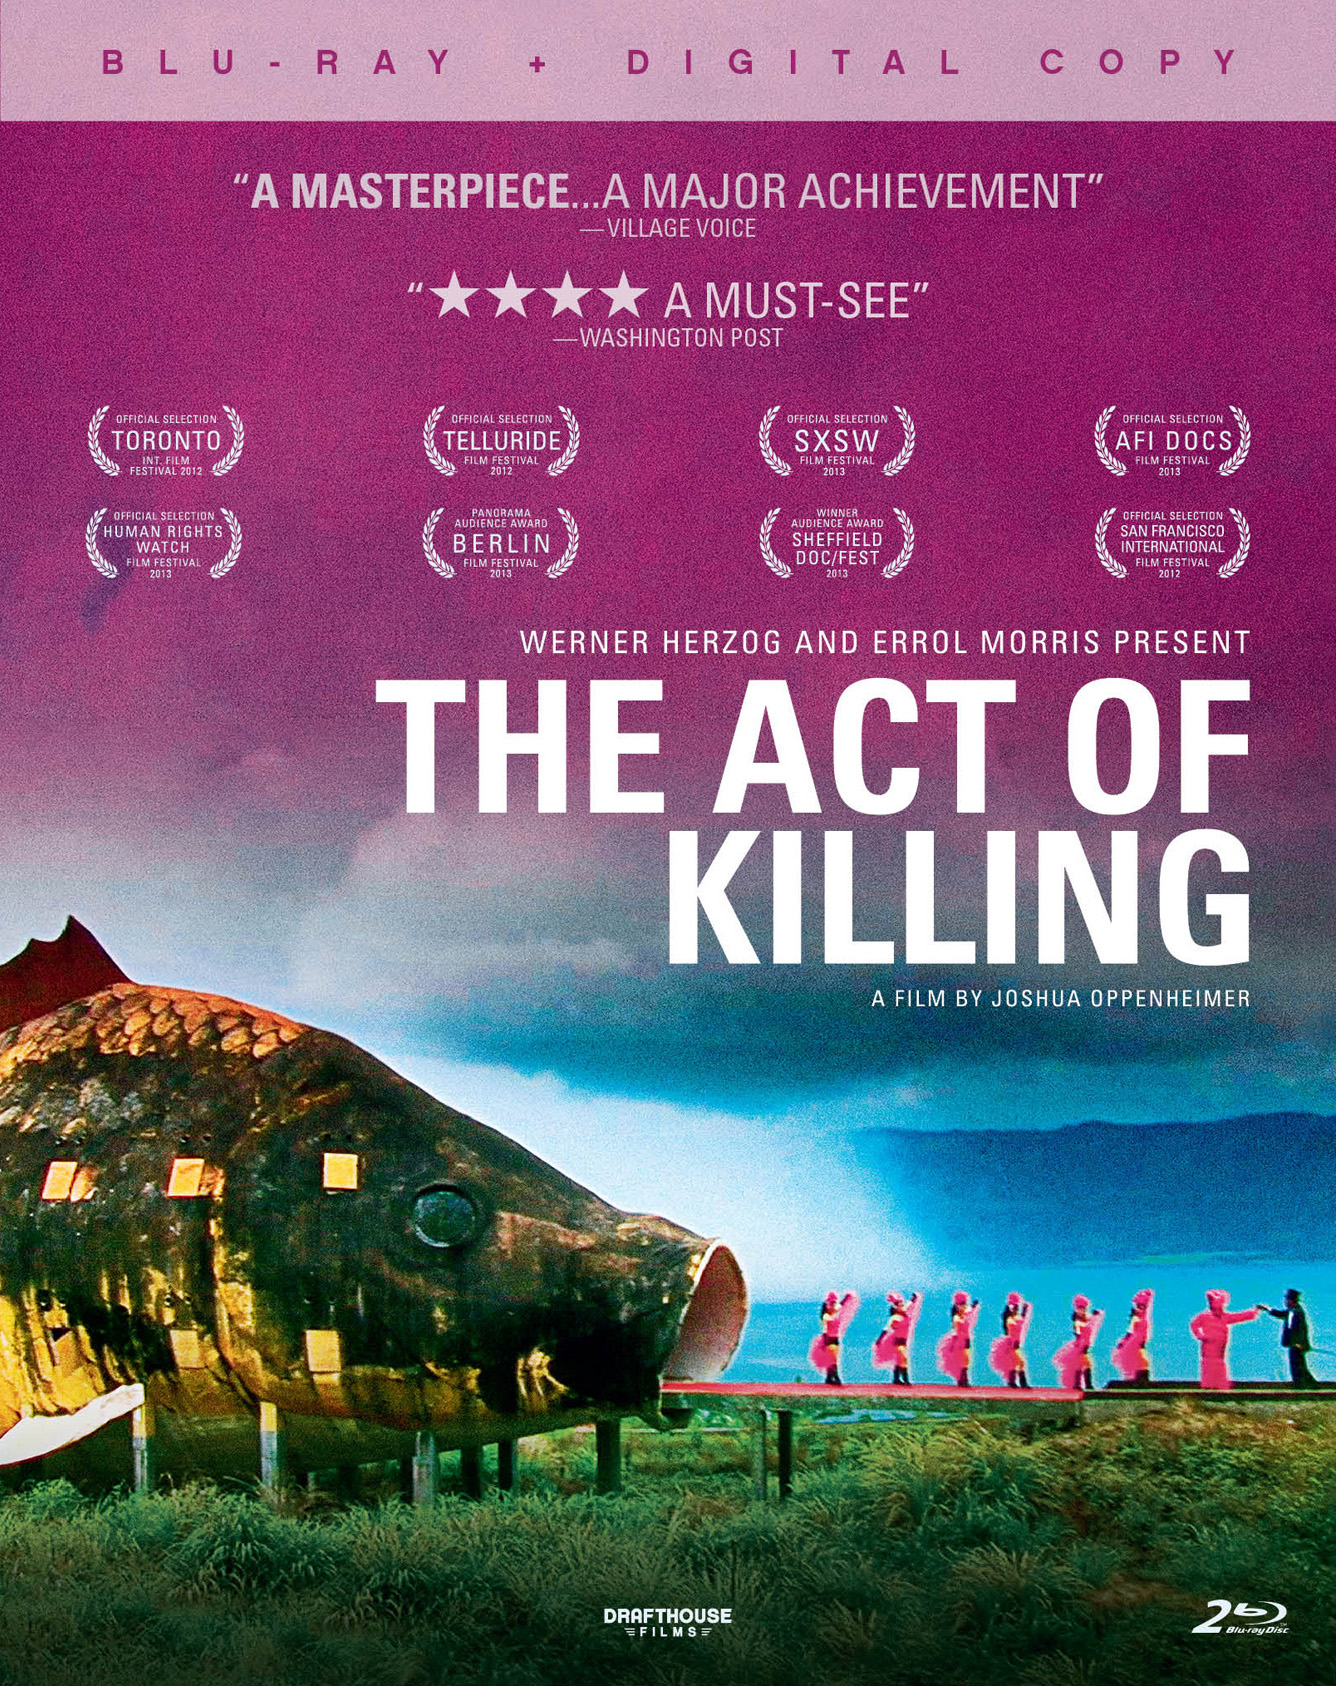 BLU-RAY + DIGITAL COPY
“A MASTERPIECE...A MAJOR ACHIEVEMENT”
—VILLAGE VOICE
“★★★★ A MUST-SEE”
—WASHINGTON POST
OFFICIAL SELECTION
TORONTO
INT. FILM
FESTIVAL 2012
OFFICIAL SELECTION
TELLURIDE
FILM FESTIVAL
2012
OFFICIAL SELECTION
SXSW
FILM FESTIVAL
2013
OFFICIAL SELECTION
AFI DOCS
FILM FESTIVAL
2013
OFFICIAL SELECTION
HUMAN RIGHTS
WATCH
FILM FESTIVAL
2013
PANORAMA
AUDIENCE AWARD
BERLIN
FILM FESTIVAL
2013
WINNER
AUDIENCE AWARD
SHEFFIELD
DOC/FEST
2013
OFFICIAL SELECTION
SAN FRANCISCO
INTERNATIONAL
FILM FESTIVAL
2012
WERNER HERZOG AND ERROL MORRIS PRESENT
THE ACT OF
KILLING
A FILM BY JOSHUA OPPENHEIMER
DRAFTHOUSE
FILMS
2 Blu-ray Disc™